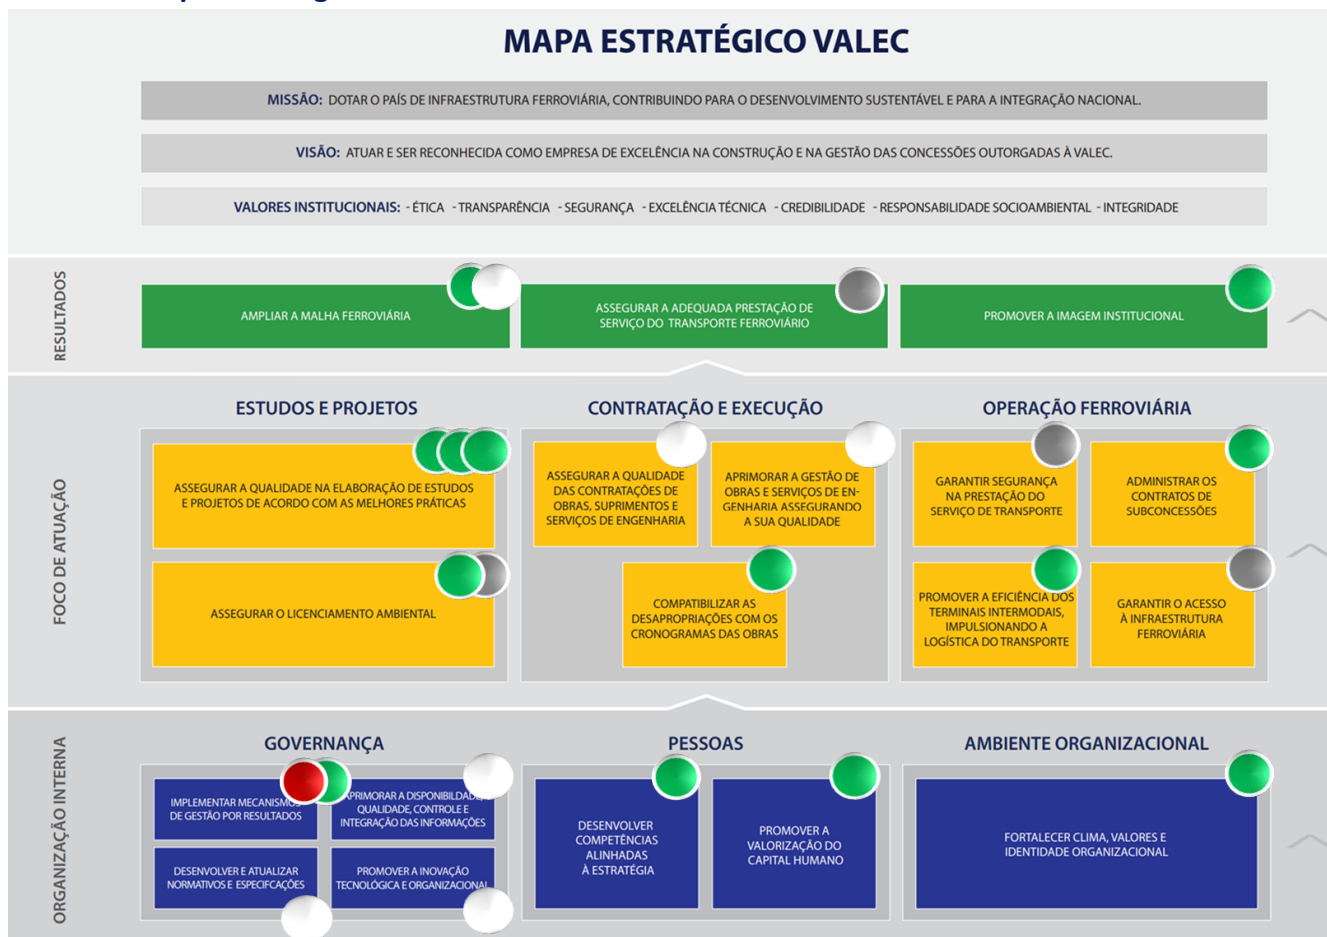 MAPA ESTRATÉGICO VALEC
MISSÃO: DOTAR O PAÍS DE INFRAESTRUTURA FERROVIÁRIA, CONTRIBUINDO PARA O DESENVOLVIMENTO SUSTENTÁVEL E PARA A INTEGRAÇÃO NACIONAL.
VISÃO: ATUAR E SER RECONHECIDA COMO EMPRESA DE EXCELÊNCIA NA CONSTRUÇÃO E NA GESTÃO DAS CONCESSÕES OUTORGADAS À VALEC.
VALORES INSTITUCIONAIS: - ÉTICA - TRANSPARÊNCIA - SEGURANÇA - EXCELÊNCIA TÉCNICA - CREDIBILIDADE - RESPONSABILIDADE SOCIOAMBIENTAL - INTEGRIDADE
RESULTADOS
AMPLIAR A MALHA FERROVIÁRIA
ASSEGURAR A ADEQUADA PRESTAÇÃO DE
SERVIÇO DO TRANSPORTE FERROVIÁRIO
PROMOVER A IMAGEM INSTITUCIONAL
FOCO DE ATUAÇÃO
ESTUDOS E PROJETOS
ASSEGURAR A QUALIDADE NA ELABORAÇÃO DE ESTUDOS
E PROJETOS DE ACORDO COM AS MELHORES PRÁTICAS
ASSEGURAR O LICENCIAMENTO AMBIENTAL
CONTRATAÇÃO E EXECUÇÃO
ASSEGURAR A QUALIDADE
DAS CONTRATAÇÕES DE
OBRAS, SUPRIMENTOS E
SERVIÇOS DE ENGENHARIA
APRIMORAR A GESTÃO DE
OBRAS E SERVIÇOS DE EN-
GENHARIA ASSEGURANDO
A SUA QUALIDADE
COMPATIBILIZAR AS
DESAPROPRIAÇÕES COM OS
CRONOGRAMAS DAS OBRAS
OPERAÇÃO FERROVIÁRIA
GARANTIR SEGURANÇA
NA PRESTAÇÃO DO
SERVIÇO DE TRANSPORTE
ADMINISTRAR OS
CONTRATOS DE
SUBCONCESSÕES
PROMOVER A EFICIÊNCIA DOS
TERMINAIS INTERMODAIS,
IMPULSIONANDO A
LOGÍSTICA DO TRANSPORTE
GARANTIR O ACESSO
À INFRAESTRUTURA
FERROVIÁRIA
ORGANIZAÇÃO INTERNA
GOVERNANÇA
IMPLEMENTAR MECANISMOS
DE GESTÃO POR RESULTADOS
APRIMORAR A DISPONIBILDADE,
QUALIDADE, CONTROLE E
INTEGRAÇÃO DAS INFORMAÇÕES
DESENVOLVER E ATUALIZAR
NORMATIVOS E ESPECIFCAÇÕES
PROMOVER A INOVAÇÃO
TECNOLÓGICA E ORGANIZACIONAL
PESSOAS
DESENVOLVER
COMPETÊNCIAS
ALINHADAS
À ESTRATÉGIA
PROMOVER A
VALORIZAÇÃO DO
CAPITAL HUMANO
AMBIENTE ORGANIZACIONAL
FORTALECER CLIMA, VALORES E
IDENTIDADE ORGANIZACIONAL